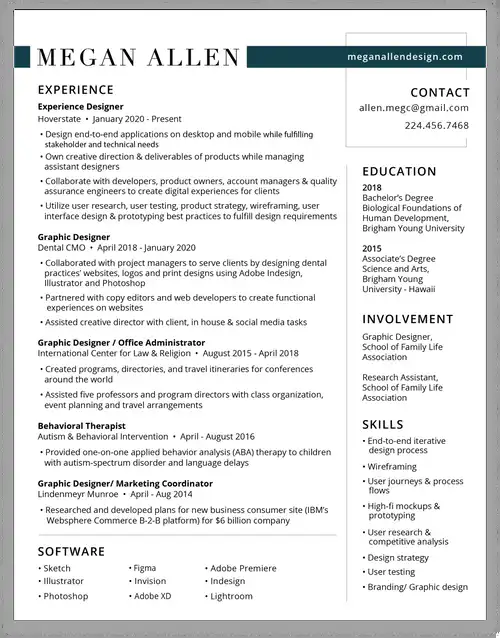 MEGAN ALLEN
meganallendesign.com
CONTACT
allen.megc@gmail.com
224.456.7468
EXPERIENCE
Experience Designer
Hoverstate • January 2020 - Present
• Design end-to-end applications on desktop and mobile while fulfilling
stakeholder and technical needs
• Own creative direction & deliverables of products while managing
assistant designers
• Collaborate with developers, product owners, account managers & quality
assurance engineers to create digital experiences for clients
• Utilize user research, user testing, product strategy, wireframing, user
interface design & prototyping best practices to fulfill design requirements
Graphic Designer
Dental CMO • April 2018 - January 2020
• Collaborated with project managers to serve clients by designing dental
practices' websites, logos and print designs using Adobe Indesign,
Illustrator and Photoshop
• Partnered with copy editors and web developers to create functional
experiences on websites
• Assisted creative director with client, in house & social media tasks
Graphic Designer / Office Administrator
International Center for Law & Religion • August 2015 - April 2018
• Created programs, directories, and travel itineraries for conferences
around the world
• Assisted five professors and program directors with class organization,
event planning and travel arrangements
Behavioral Therapist
Autism & Behavioral Intervention • April - August 2016
• Provided one-on-one applied behavior analysis (ABA) therapy to children
with autism-spectrum disorder and language delays
Graphic Designer/ Marketing Coordinator
Lindenmeyr Munroe • April - Aug 2014
• Researched and developed plans for new business consumer site (IBM's
Websphere Commerce B-2-B platform) for $6 billion company
SOFTWARE
• Sketch
• Illustrator
• Photoshop
• Figma
• Invision
• Adobe XD
• Adobe Premiere
• Indesign
• Lightroom
EDUCATION
2018
Bachelor's Degree
Biological Foundations of
Human Development,
Brigham Young University
2015
Associate's Degree
Science and Arts,
Brigham Young
University - Hawaii
INVOLVEMENT
Graphic Designer,
School of Family Life
Association
Research Assistant,
School of Family Life
Association
SKILLS
• End-to-end iterative
design process
• Wireframing
• User journeys & process
flows
• High-fi mockups &
prototyping
• User research &
competitive analysis
• Design strategy
• User testing
• Branding/ Graphic design